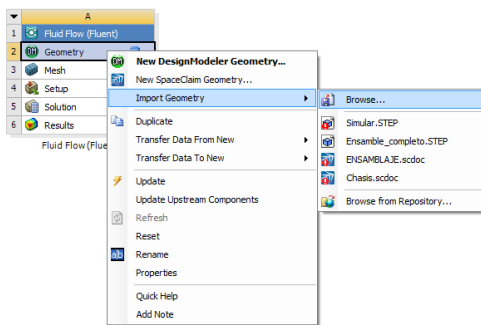 A
1 Fluid Flow (Fluent)
2 Geometry
3 Mesh
4 Setup
5 Solution
6 Results
Fluid Flow (Flue
New DesignModeler Geometry...
New SpaceClaim Geometry...
Import Geometry
Duplicate
Transfer Data From New
Transfer Data To New
Update
Update Upstream Components
Refresh
Reset
Rename
Properties
Quick Help
Add Note
Browse...
Simular.STEP
Ensamble_completo.STEP
ENSAMBLAJE.scdoc
Chasis.scdoc
Browse from Repository...